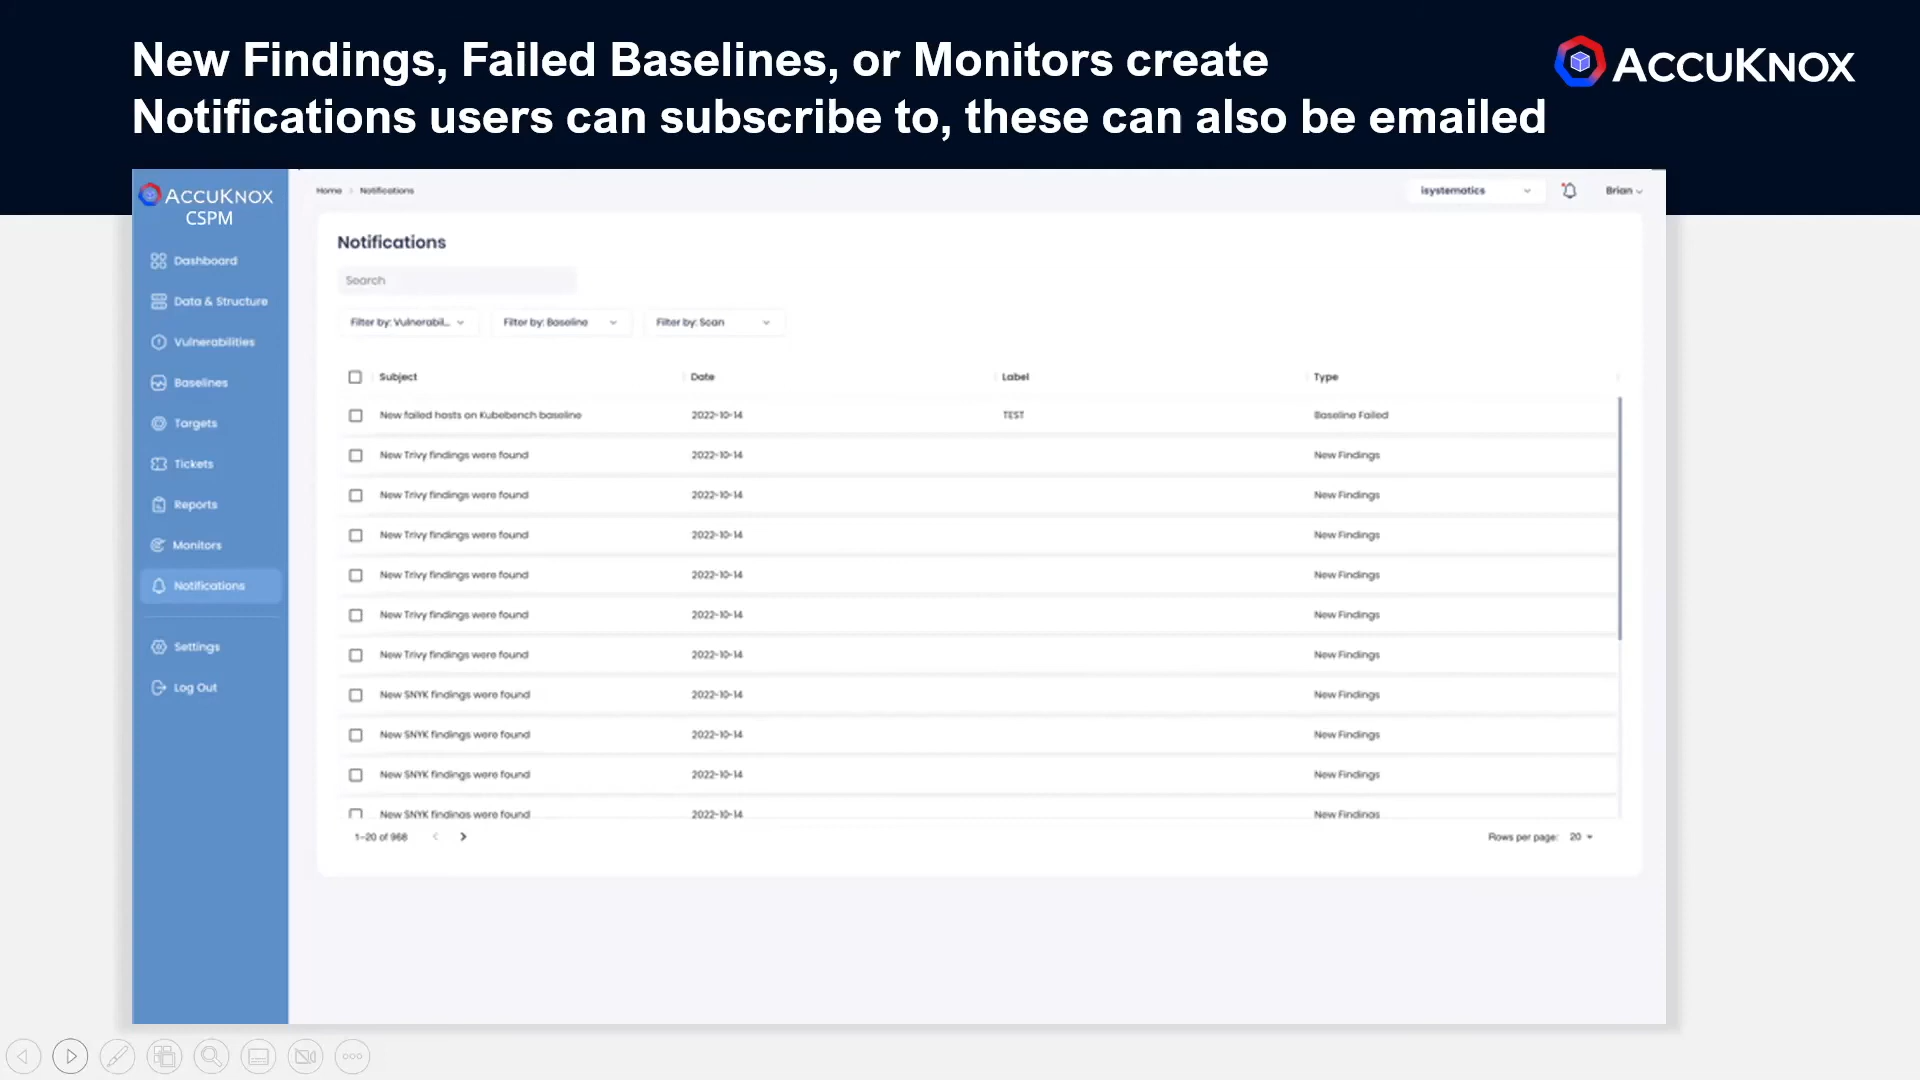 New Findings, Failed Baselines, or Monitors create
Notifications users can subscribe to, these can also be emailed
ACCUKNOX
ACCUKNOX
CSPM
Dashboard
Data & Structure
Vulnerabilities
Baselines
Targets
Tickets
Reports
Monitors
Notifications
Settings
Log Out
Home > Notifications
isystematics
Brian
Notifications
Search
Filter by: Vulnerabil... Filter by: Baseline Filter by: Scan
Subject Date Label Type
New failed hosts on Kubebench baseline 2022-10-14 TEST Baseline Failed
New Trivy findings were found 2022-10-14 New Findings
New Trivy findings were found 2022-10-14 New Findings
New Trivy findings were found 2022-10-14 New Findings
New Trivy findings were found 2022-10-14 New Findings
New Trivy findings were found 2022-10-14 New Findings
New Trivy findings were found 2022-10-14 New Findings
New SNYK findings were found 2022-10-14 New Findings
New SNYK findings were found 2022-10-14 New Findings
New SNYK findings were found 2022-10-14 New Findings
New SNYK findings were found 2022-10-14 New Findings
1-20 of 968 < > Rows per page: 20